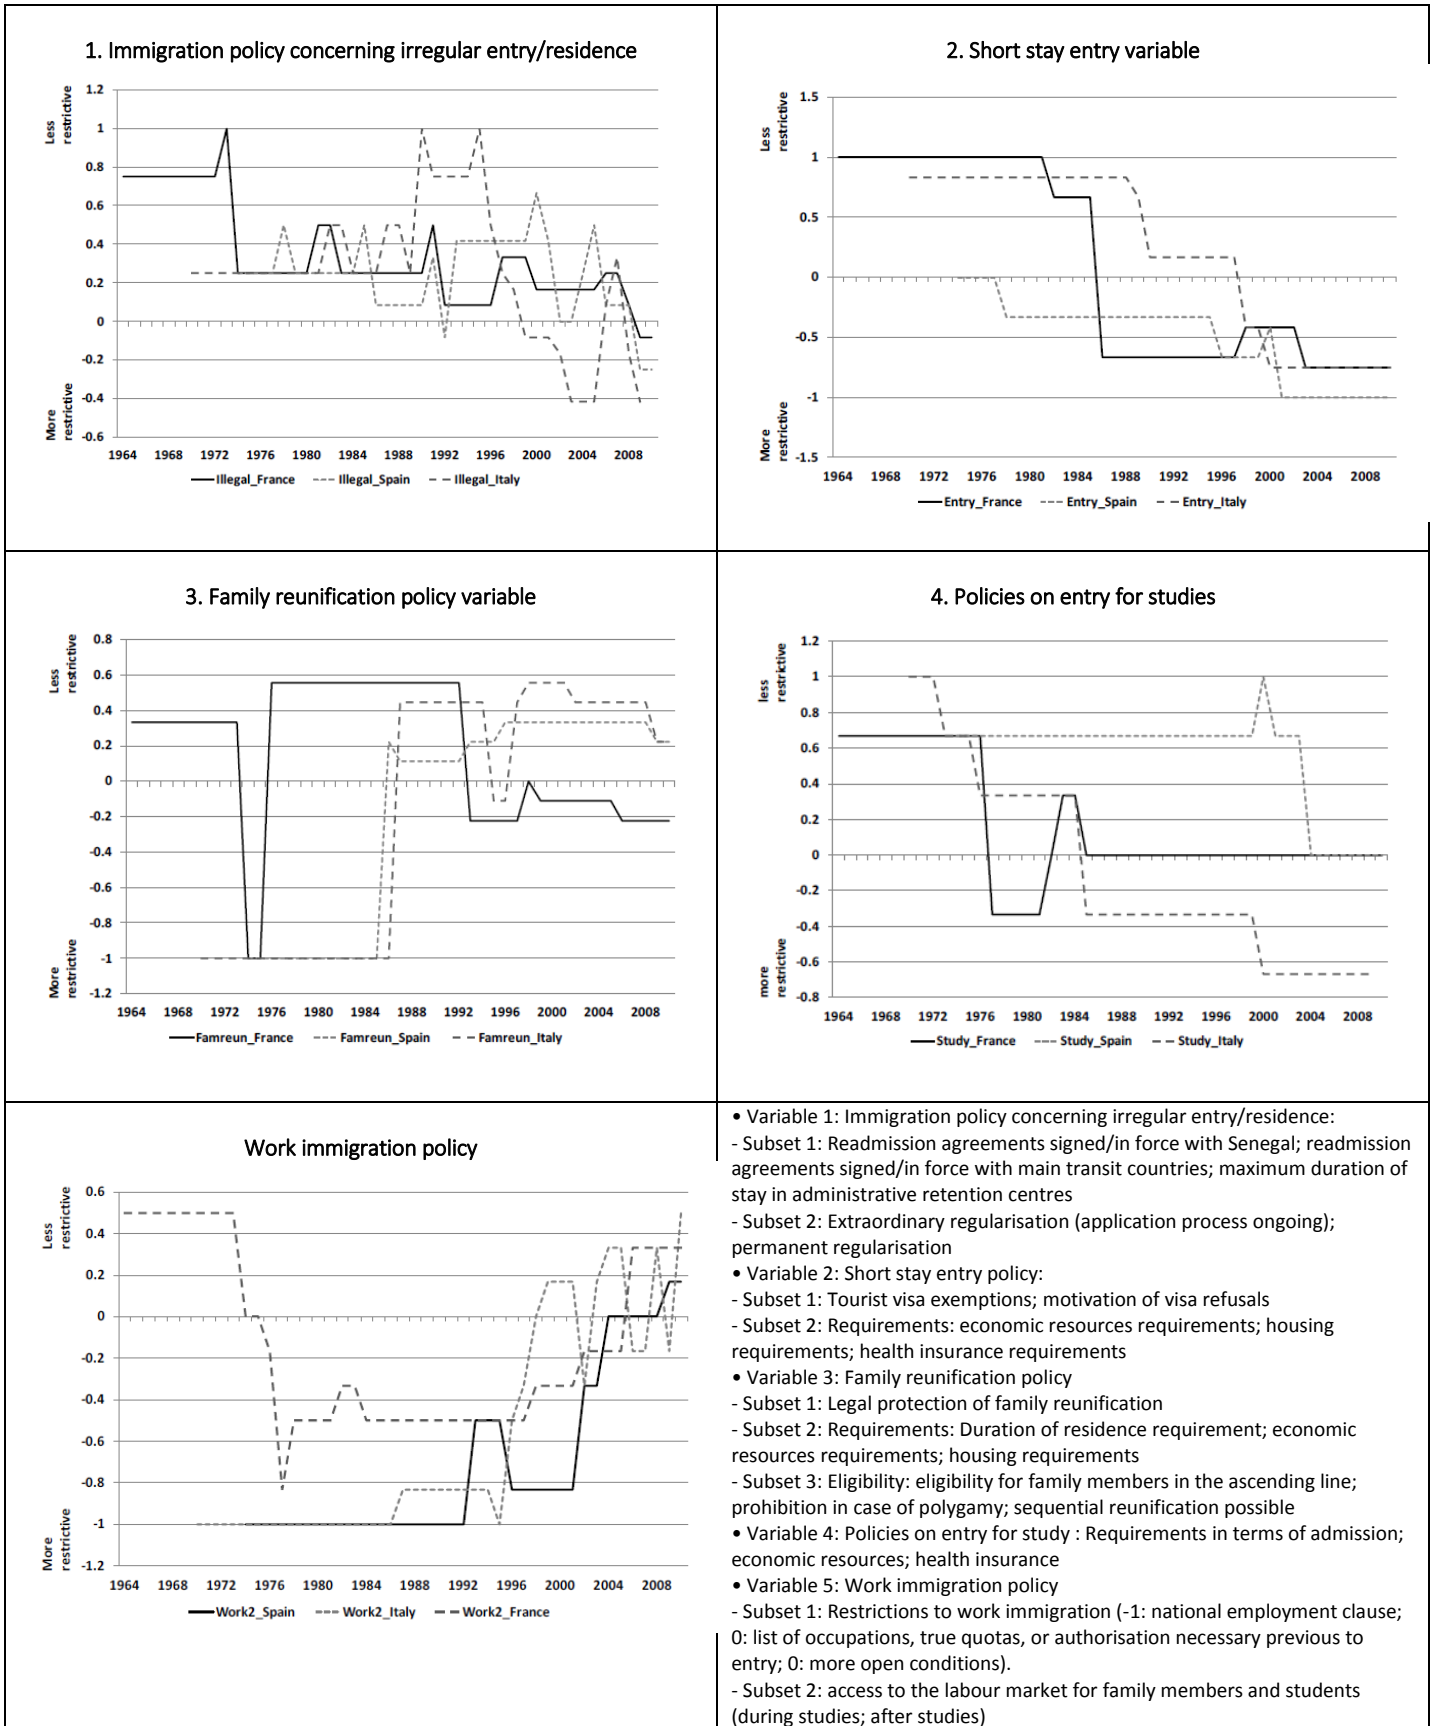 1. Immigration policy concerning irregular entry/residence
Less
restrictive
More
restrictive
1.2
1
0.8
0.6
0.4
0.2
0
-0.2
-0.4
-0.6
1964 1968 1972 1976 1980 1984 1988 1992 1996 2000 2004 2008
Illegal_France Illegal_Spain Illegal_Italy
2. Short stay entry variable
Less
restrictive
More
restrictive
1.5
1
0.5
0
-0.5
-1
-1.5
1964 1968 1972 1976 1980 1984 1988 1992 1996 2000 2004 2008
Entry_France Entry_Spain Entry_Italy
3. Family reunification policy variable
Less
restrictive
More
restrictive
0.8
0.6
0.4
0.2
0
-0.2
-0.4
-0.6
-0.8
-1
-1.2
1964 1968 1972 1976 1980 1984 1988 1992 1996 2000 2004 2008
Famreun_France Famreun_Spain Famreun_Italy
4. Policies on entry for studies
less
restrictive
more
restrictive
1.2
1
0.8
0.6
0.4
0.2
0
-0.2
-0.4
-0.6
-0.8
1964 1968 1972 1976 1980 1984 1988 1992 1996 2000 2004 2008
Study_France Study_Spain Study_Italy
Work immigration policy
Less
restrictive
More
restrictive
0.6
0.4
0.2
0
-0.2
-0.4
-0.6
-0.8
-1
-1.2
1964 1968 1972 1976 1980 1984 1988 1992 1996 2000 2004 2008
Work2_Spain Work2_Italy Work2_France
• Variable 1: Immigration policy concerning irregular entry/residence:
- Subset 1: Readmission agreements signed/in force with Senegal; readmission
agreements signed/in force with main transit countries; maximum duration of
stay in administrative retention centres
- Subset 2: Extraordinary regularisation (application process ongoing);
permanent regularisation
• Variable 2: Short stay entry policy:
- Subset 1: Tourist visa exemptions; motivation of visa refusals
- Subset 2: Requirements: economic resources requirements; housing
requirements; health insurance requirements
• Variable 3: Family reunification policy
- Subset 1: Legal protection of family reunification
- Subset 2: Requirements: Duration of residence requirement; economic
resources requirements; housing requirements
- Subset 3: Eligibility: eligibility for family members in the ascending line;
prohibition in case of polygamy; sequential reunification possible
• Variable 4: Policies on entry for study : Requirements in terms of admission;
economic resources; health insurance
• Variable 5: Work immigration policy
- Subset 1: Restrictions to work immigration (-1: national employment clause;
0: list of occupations, true quotas, or authorisation necessary previous to
entry; 0: more open conditions).
- Subset 2: access to the labour market for family members and students
(during studies; after studies)